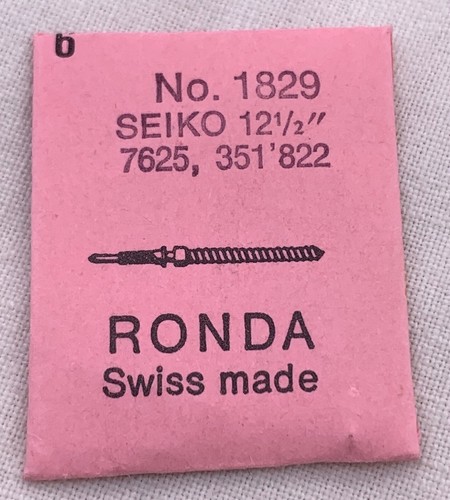 6
No. 1829
SEIKO 12½″
7625, 351'822
RONDA
Swiss made